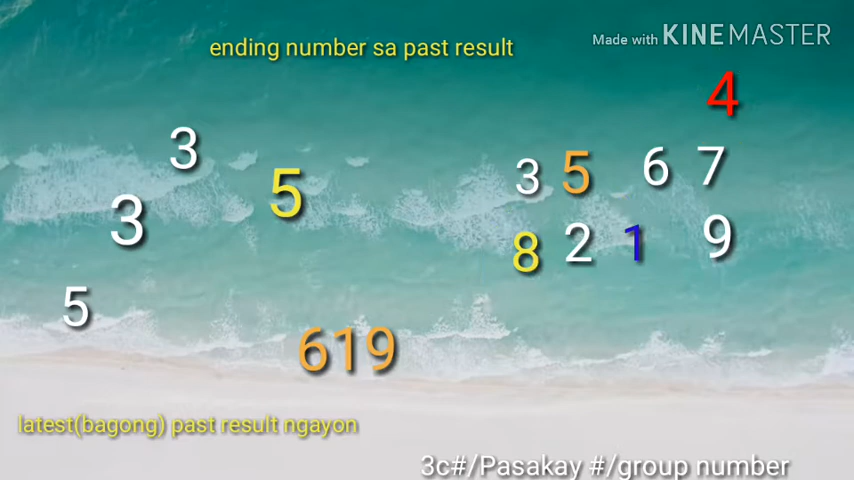 ending number sa past result
Made with KINEMASTER
4
3
3 5 6 7
5
3
8 2 1 9
5
619
latest(bagong) past result ngayon
3c#/Pasakay #/group number